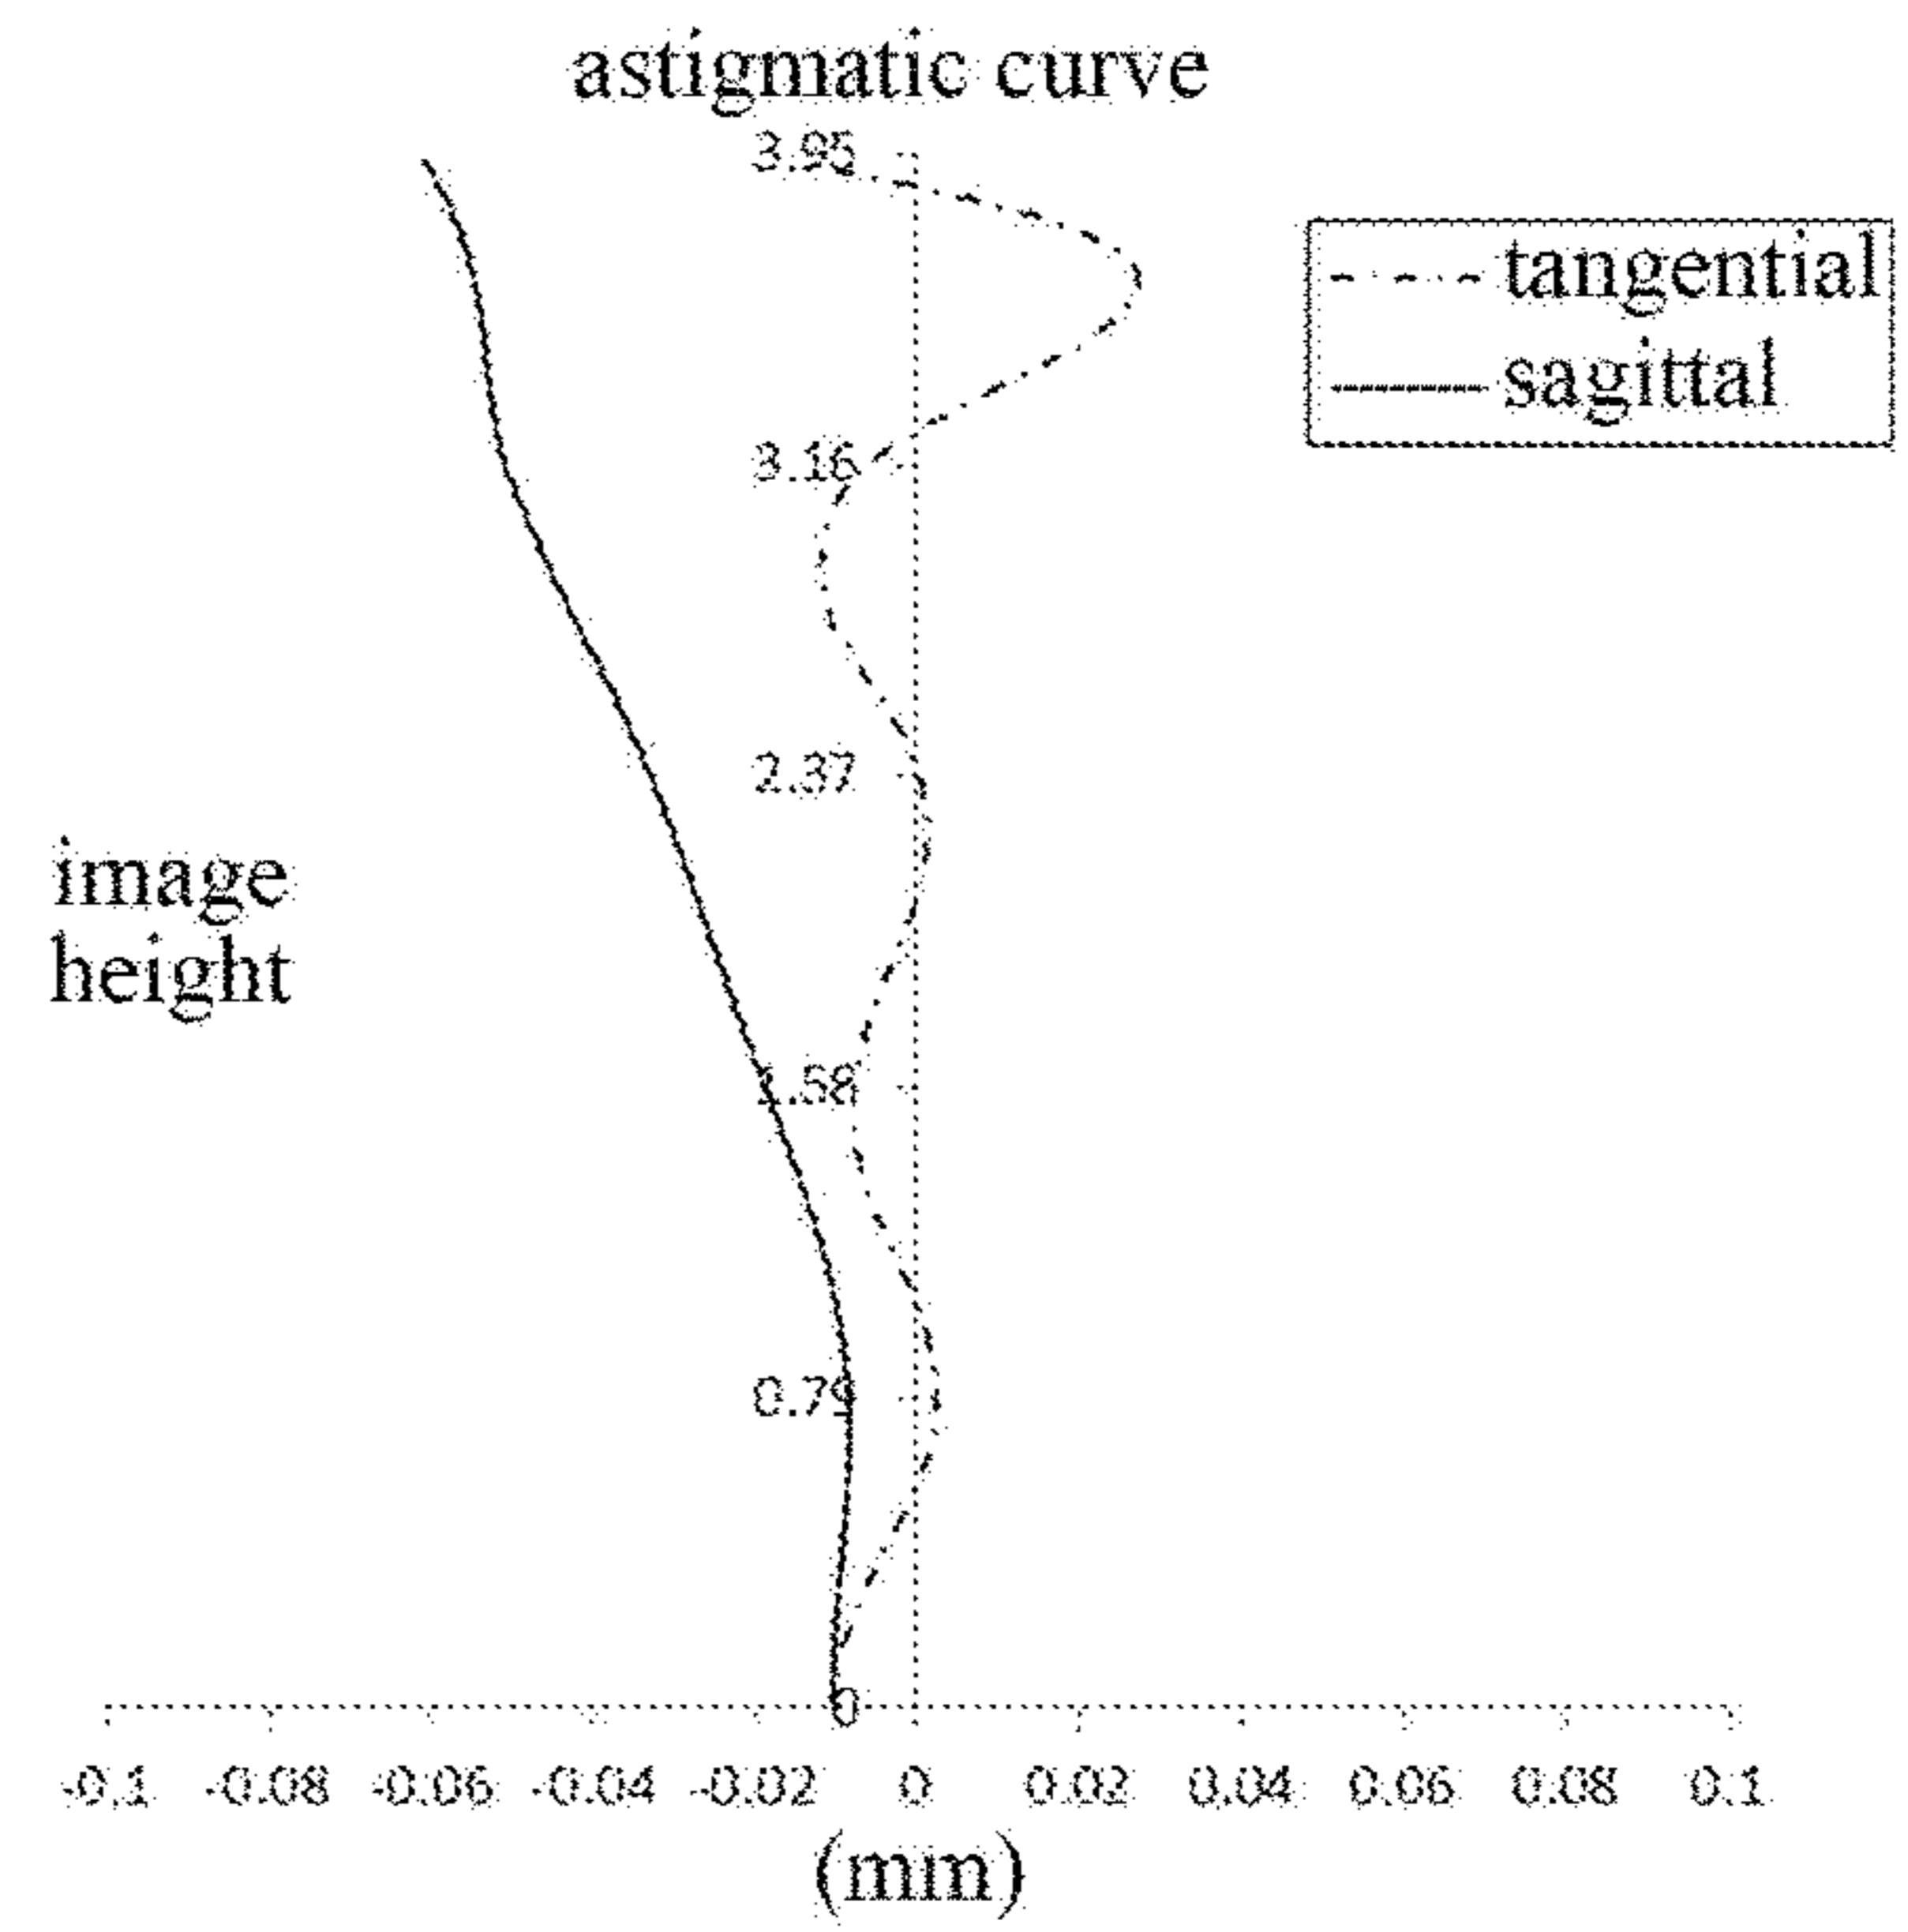 astigmatic curve
3.95
tangential
sagittal
3.16
2.37
image
height
1.58
0.79
0
-0.1 -0.08 -0.06 -0.04 -0.02 0 0.02 0.04 0.06 0.08 0.1
(mm)